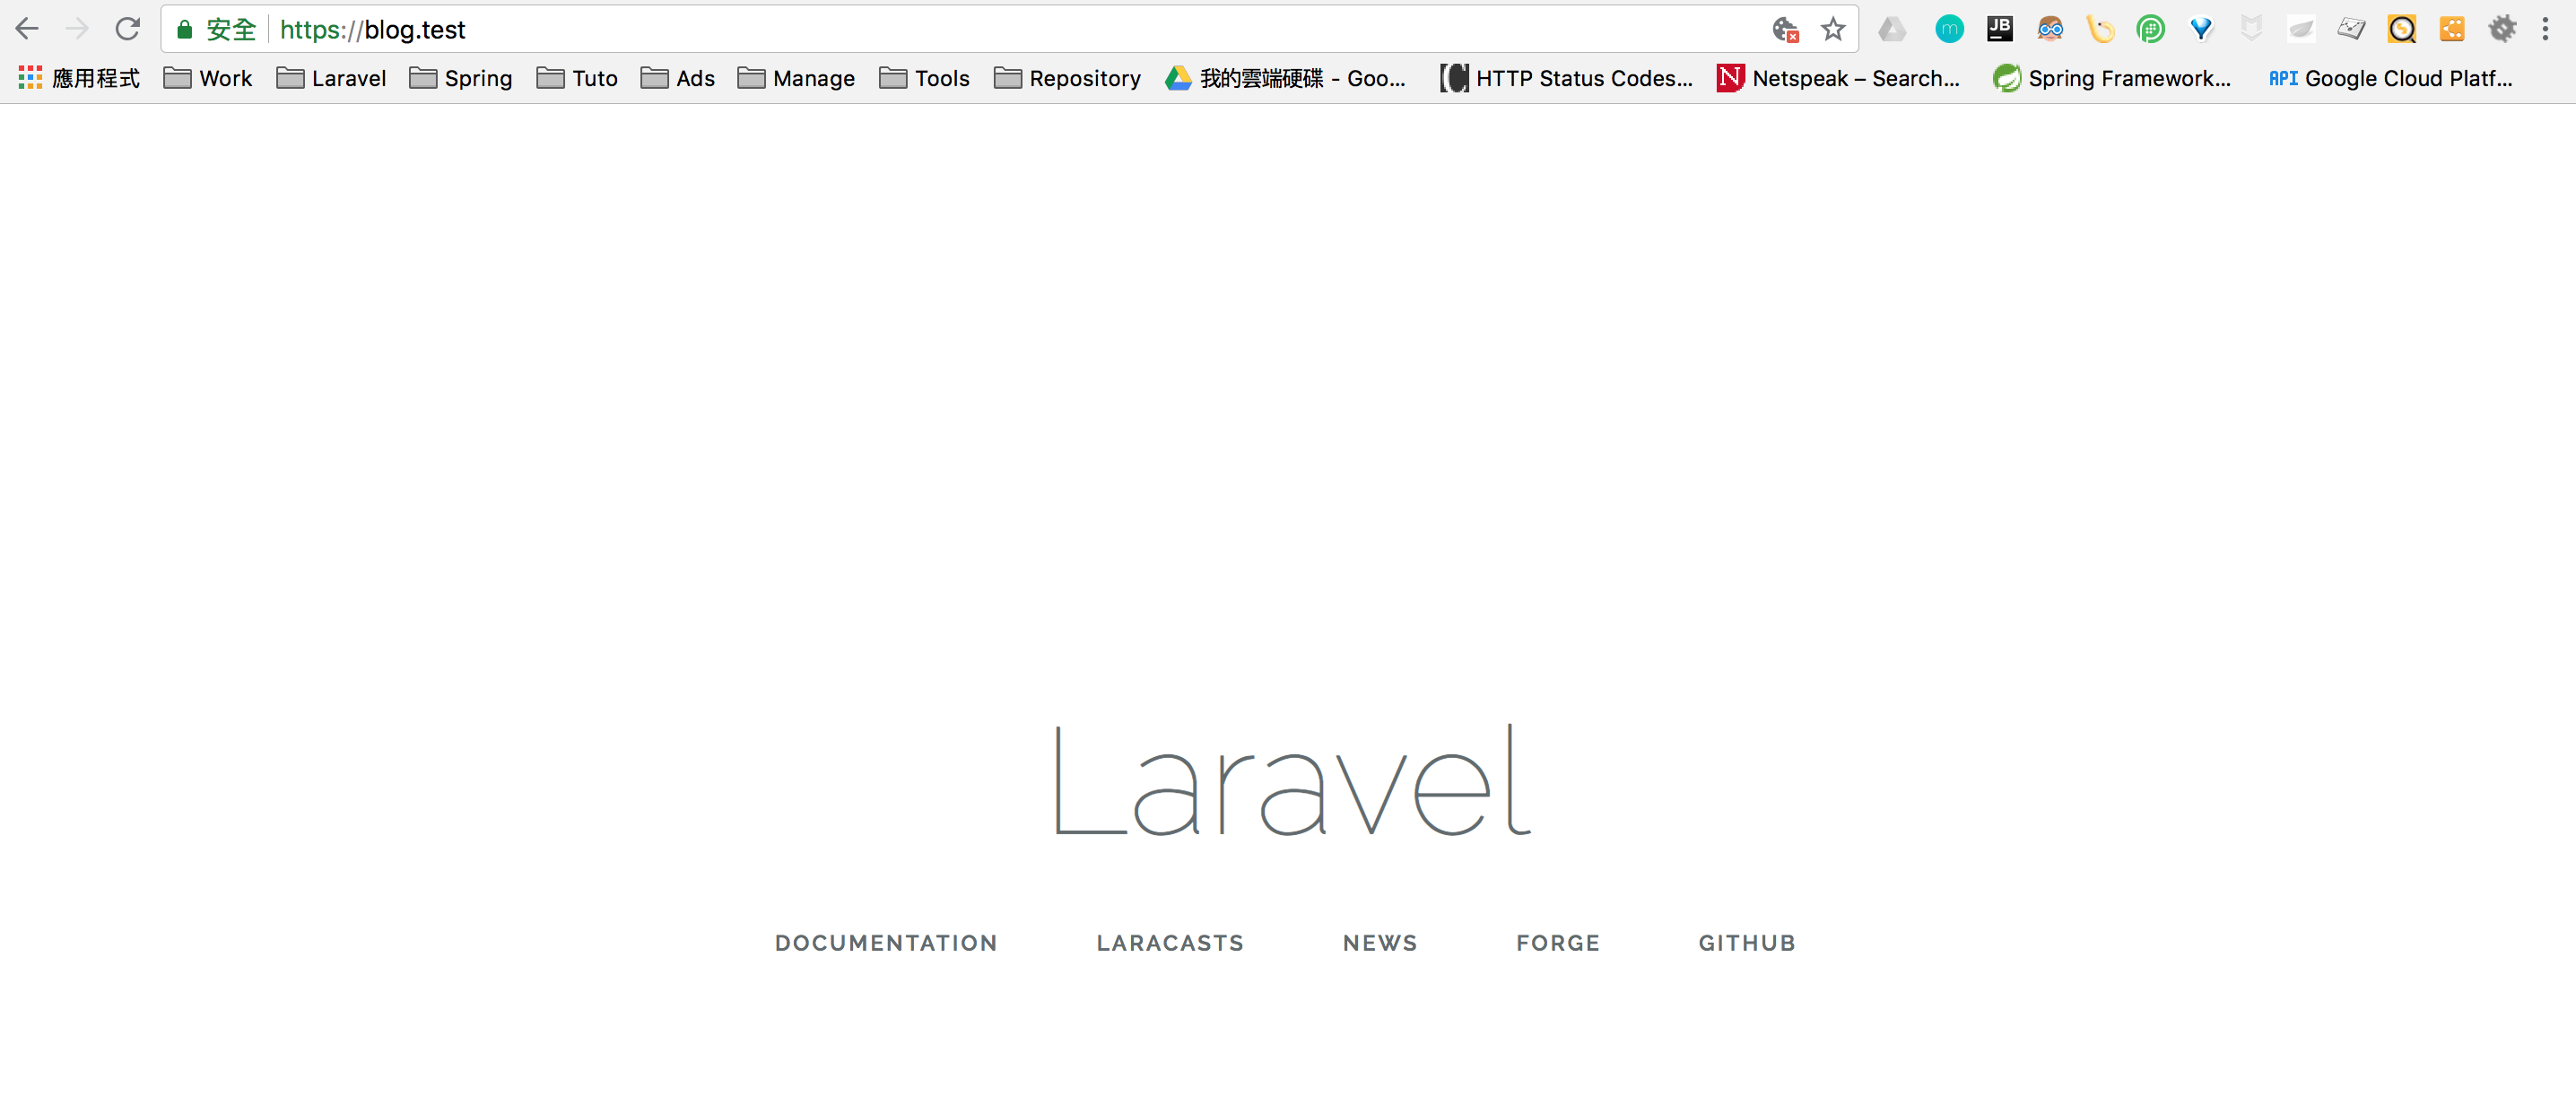 安全 https://blog.test
應用程式 Work Laravel Spring Tuto Ads Manage Tools Repository 我的雲端硬碟 - Goo... HTTP Status Codes... Netspeak – Search... Spring Framework... API Google Cloud Platf...
Laravel
DOCUMENTATION LARACASTS NEWS FORGE GITHUB